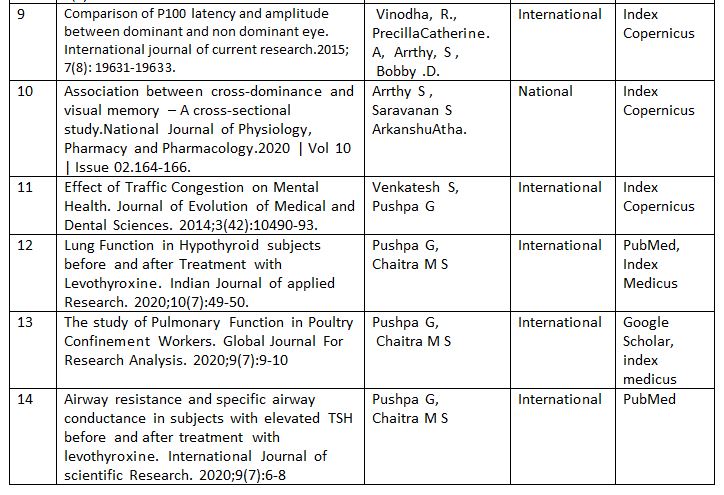 9
Comparison of P100 latency and amplitude
between dominant and non dominant eye.
International journal of current research.2015;
7(8): 19631-19633.
Vinodha, R.,
PrecillaCatherine.
A, Arrthy, S ,
Bobby .D.
International
Index
Copernicus
10
Association between cross-dominance and
visual memory – A cross-sectional
study.National Journal of Physiology,
Pharmacy and Pharmacology.2020 | Vol 10
| Issue 02.164-166.
Arrthy S ,
Saravanan S
ArkanshuAtha.
National
Index
Copernicus
11
Effect of Traffic Congestion on Mental
Health. Journal of Evolution of Medical and
Dental Sciences. 2014;3(42):10490-93.
Venkatesh S,
Pushpa G
International
Index
Copernicus
12
Lung Function in Hypothyroid subjects
before and after Treatment with
Levothyroxine. Indian Journal of applied
Research. 2020;10(7):49-50.
Pushpa G,
Chaitra M S
International
PubMed,
Index
Medicus
13
The study of Pulmonary Function in Poultry
Confinement Workers. Global Journal For
Research Analysis. 2020;9(7):9-10
Pushpa G,
Chaitra M S
International
Google
Scholar,
index
medicus
14
Airway resistance and specific airway
conductance in subjects with elevated TSH
before and after treatment with
levothyroxine. International Journal of
scientific Research. 2020;9(7):6-8
Pushpa G,
Chaitra M S
International
PubMed